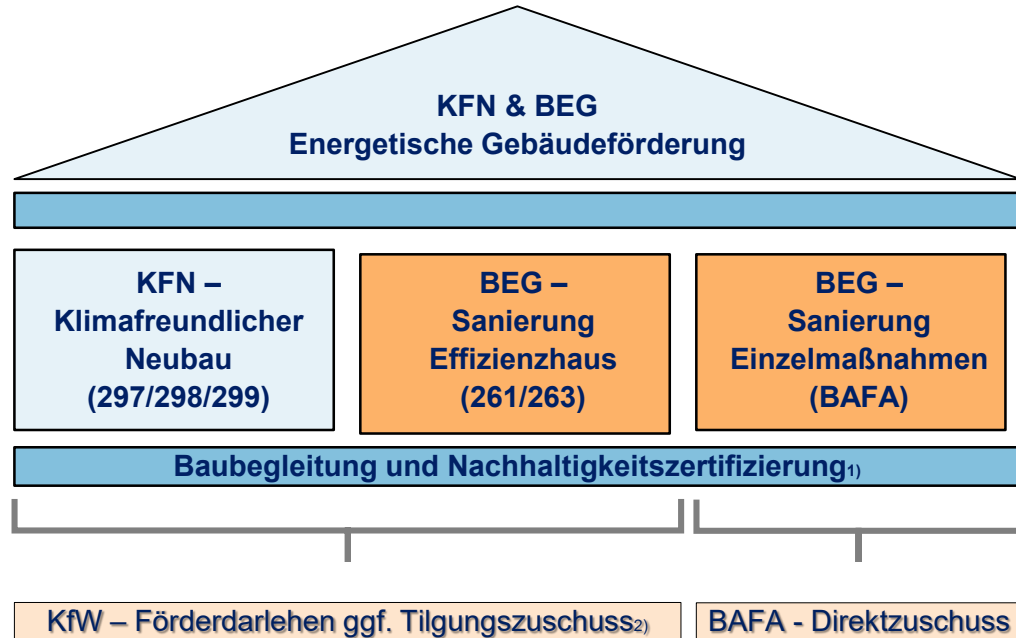 KFN & BEG
Energetische Gebäudeförderung
KFN –
Klimafreundlicher
Neubau
(297/298/299)
BEG –
Sanierung
Effizienzhaus
(261/263)
BEG –
Sanierung
Einzelmaßnahmen
(BAFA)
Baubegleitung und Nachhaltigkeitszertifizierung1)
KfW – Förderdarlehen ggf. Tilgungszuschuss2)
BAFA - Direktzuschuss